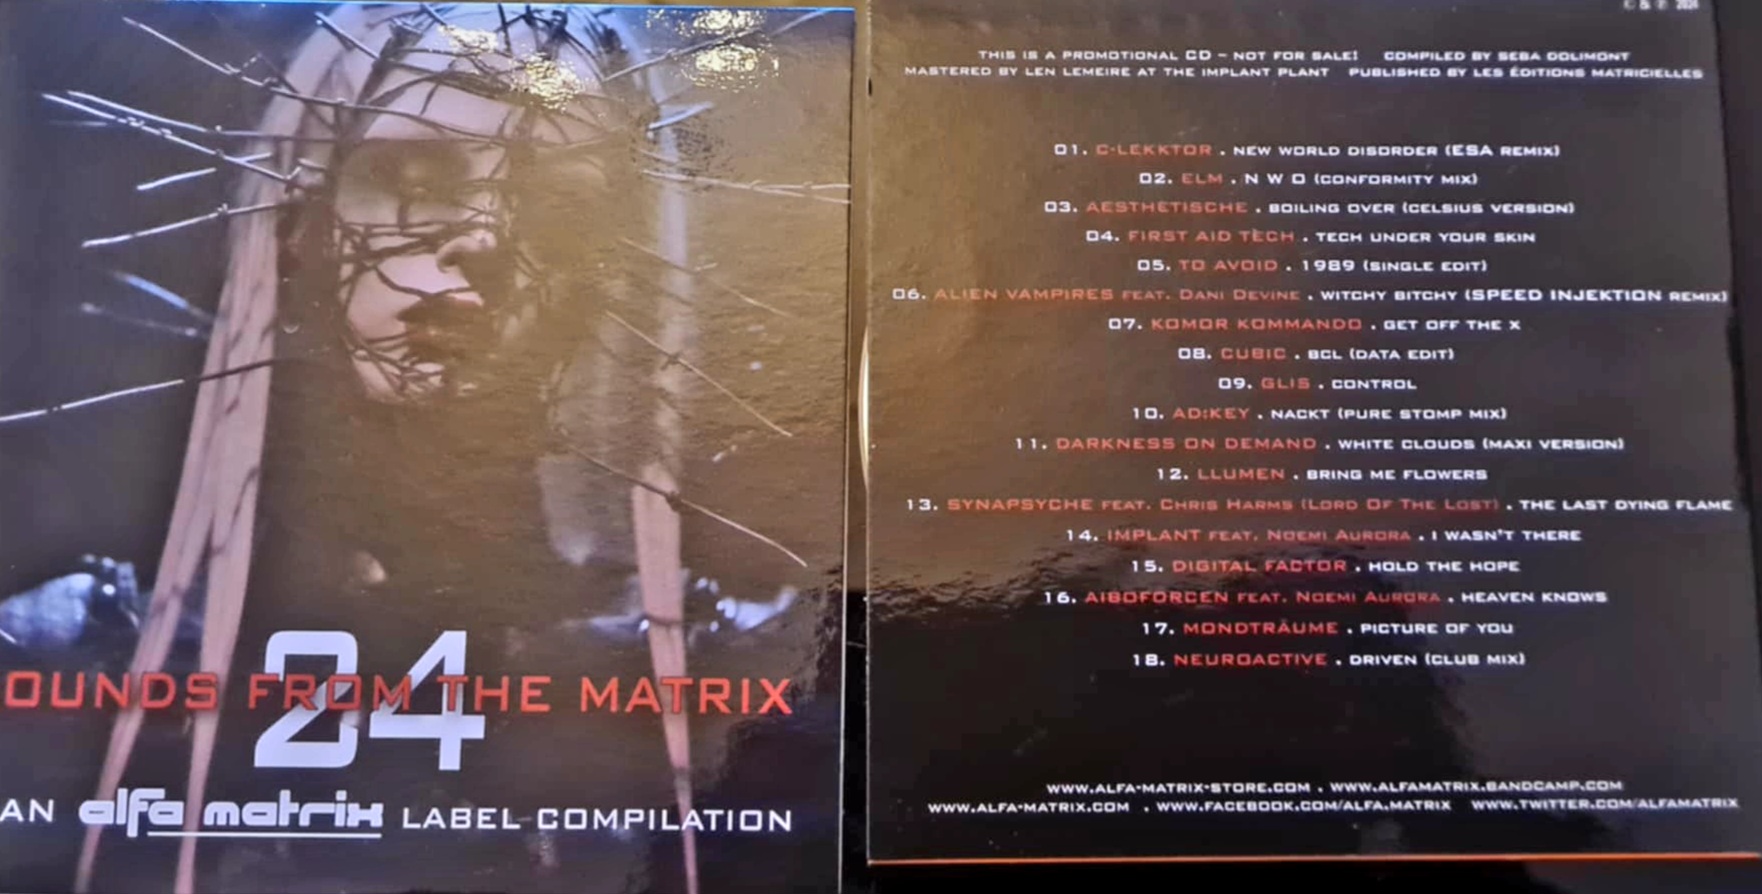 24
OUNDS FROM THE MATRIX
AN alfa matrix LABEL COMPILATION
© & ℗ 2024
THIS IS A PROMOTIONAL CD – NOT FOR SALE! COMPILED BY SEBA DOLIMONT
MASTERED BY LEN LEMEIRE AT THE IMPLANT PLANT PUBLISHED BY LES ÉDITIONS MATRICIELLES
01. C-LEKKTOR . NEW WORLD DISORDER (ESA REMIX)
02. ELM . N W O (CONFORMITY MIX)
03. AESTHETISCHE . BOILING OVER (CELSIUS VERSION)
04. FIRST AID TECH . TECH UNDER YOUR SKIN
05. TO AVOID . 1989 (SINGLE EDIT)
06. ALIEN VAMPIRES FEAT. DANI DEVINE . WITCHY BITCHY (SPEED INJEKTION REMIX)
07. KOMOR KOMMANDO . GET OFF THE X
08. CUBIC . BCL (DATA EDIT)
09. GLIS . CONTROL
10. AD:KEY . NACKT (PURE STOMP MIX)
11. DARKNESS ON DEMAND . WHITE CLOUDS (MAXI VERSION)
12. LLUMEN . BRING ME FLOWERS
13. SYNAPSYCHE FEAT. CHRIS HARMS (LORD OF THE LOST) . THE LAST DYING FLAME
14. IMPLANT FEAT. NOEMI AURORA . I WASN'T THERE
15. DIGITAL FACTOR . HOLD THE HOPE
16. AIBOFORCEN FEAT. NOEMI AURORA . HEAVEN KNOWS
17. MONDTRÄUME . PICTURE OF YOU
18. NEUROACTIVE . DRIVEN (CLUB MIX)
WWW.ALFA-MATRIX-STORE.COM . WWW.ALFAMATRIX.BANDCAMP.COM
WWW.ALFA-MATRIX.COM . WWW.FACEBOOK.COM/ALFA.MATRIX WWW.TWITTER.COM/ALFAMATRIX